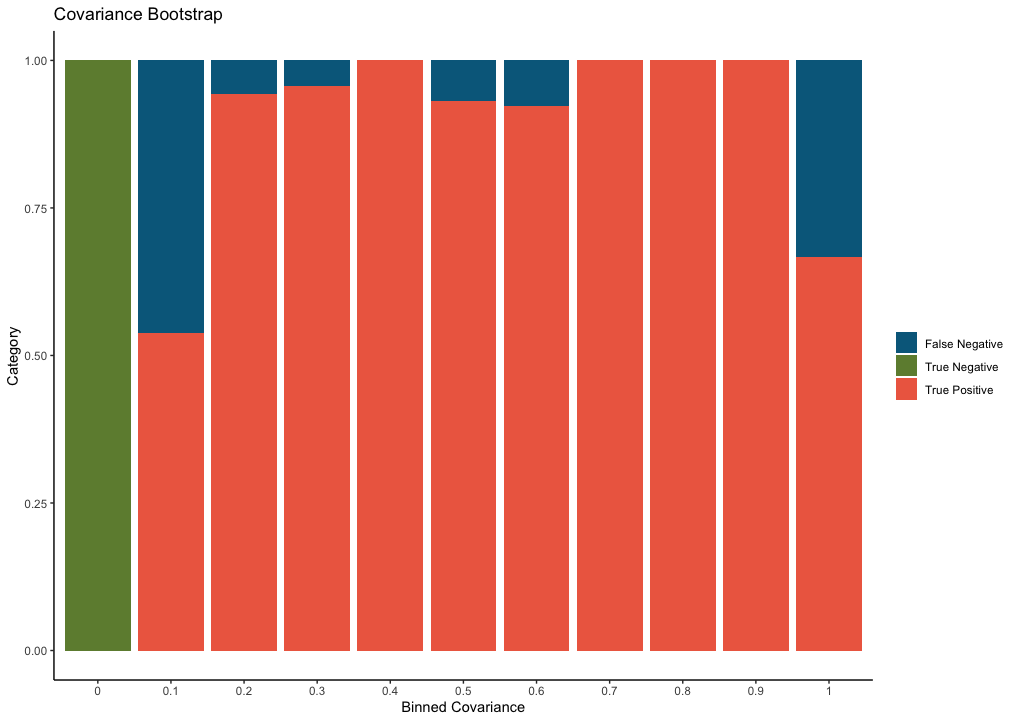 Covariance Bootstrap
1.00
0.75
0.50
0.25
0.00
Category
0 0.1 0.2 0.3 0.4 0.5 0.6 0.7 0.8 0.9 1
Binned Covariance
False Negative
True Negative
True Positive